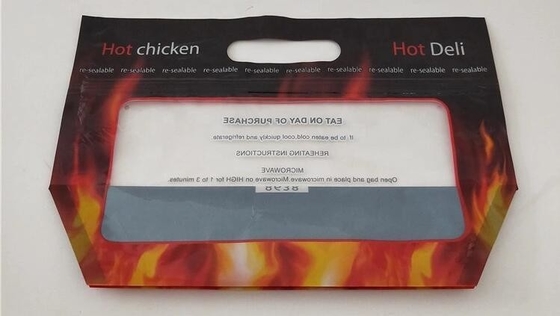 Hot chicken
Hot Deli
re-sealable re-sealable re-sealable re-sealable re-sealable re-sealable re-sealable re-sealable re-sealable re-sealable
EAT ON DAY OF PURCHASE
If to be eaten cold,cool quickly and refrigerate
REHEATING INSTRUCTIONS
MICROWAVE
Open bag and place in microwave.Microwave on HIGH for 1 to 3 minutes.